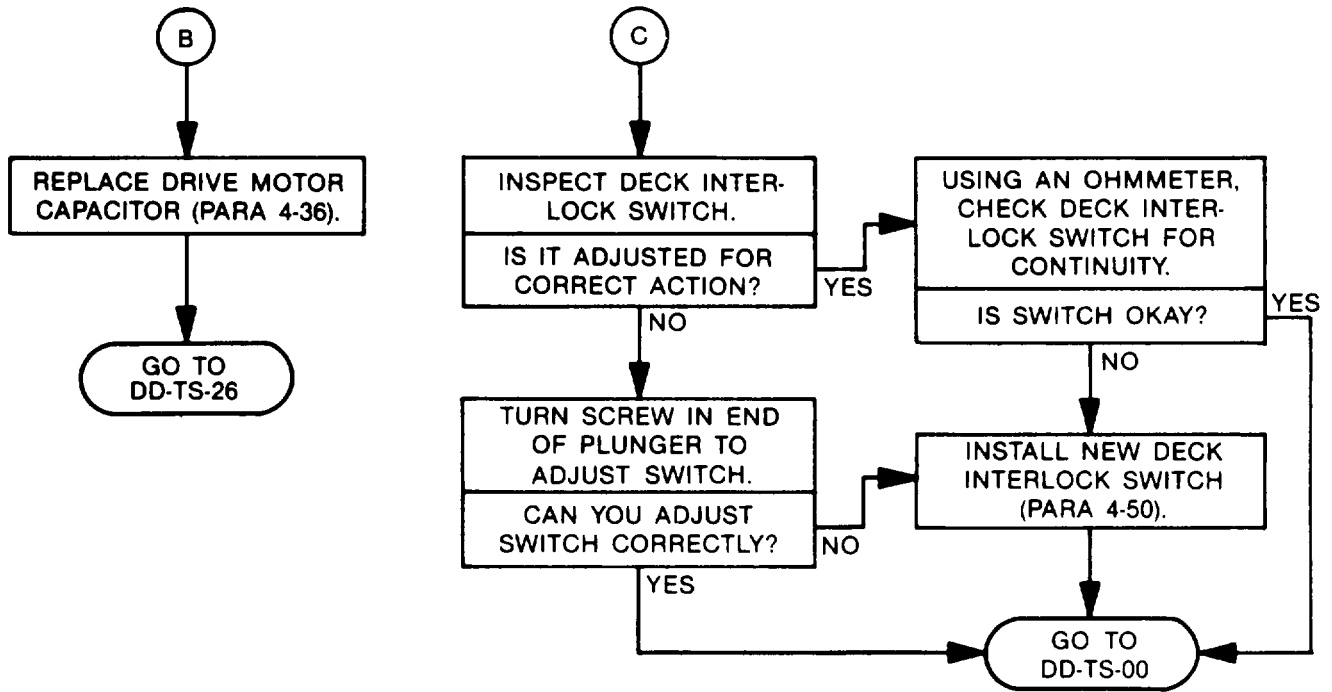 B
REPLACE DRIVE MOTOR
CAPACITOR (PARA 4-36).
GO TO
DD-TS-26
C
INSPECT DECK INTER-
LOCK SWITCH.
IS IT ADJUSTED FOR
CORRECT ACTION?
YES
NO
USING AN OHMMETER,
CHECK DECK INTER-
LOCK SWITCH FOR
CONTINUITY.
IS SWITCH OKAY?
YES
NO
TURN SCREW IN END
OF PLUNGER TO
ADJUST SWITCH.
CAN YOU ADJUST
SWITCH CORRECTLY?
NO
YES
INSTALL NEW DECK
INTERLOCK SWITCH
(PARA 4-50).
GO TO
DD-TS-00